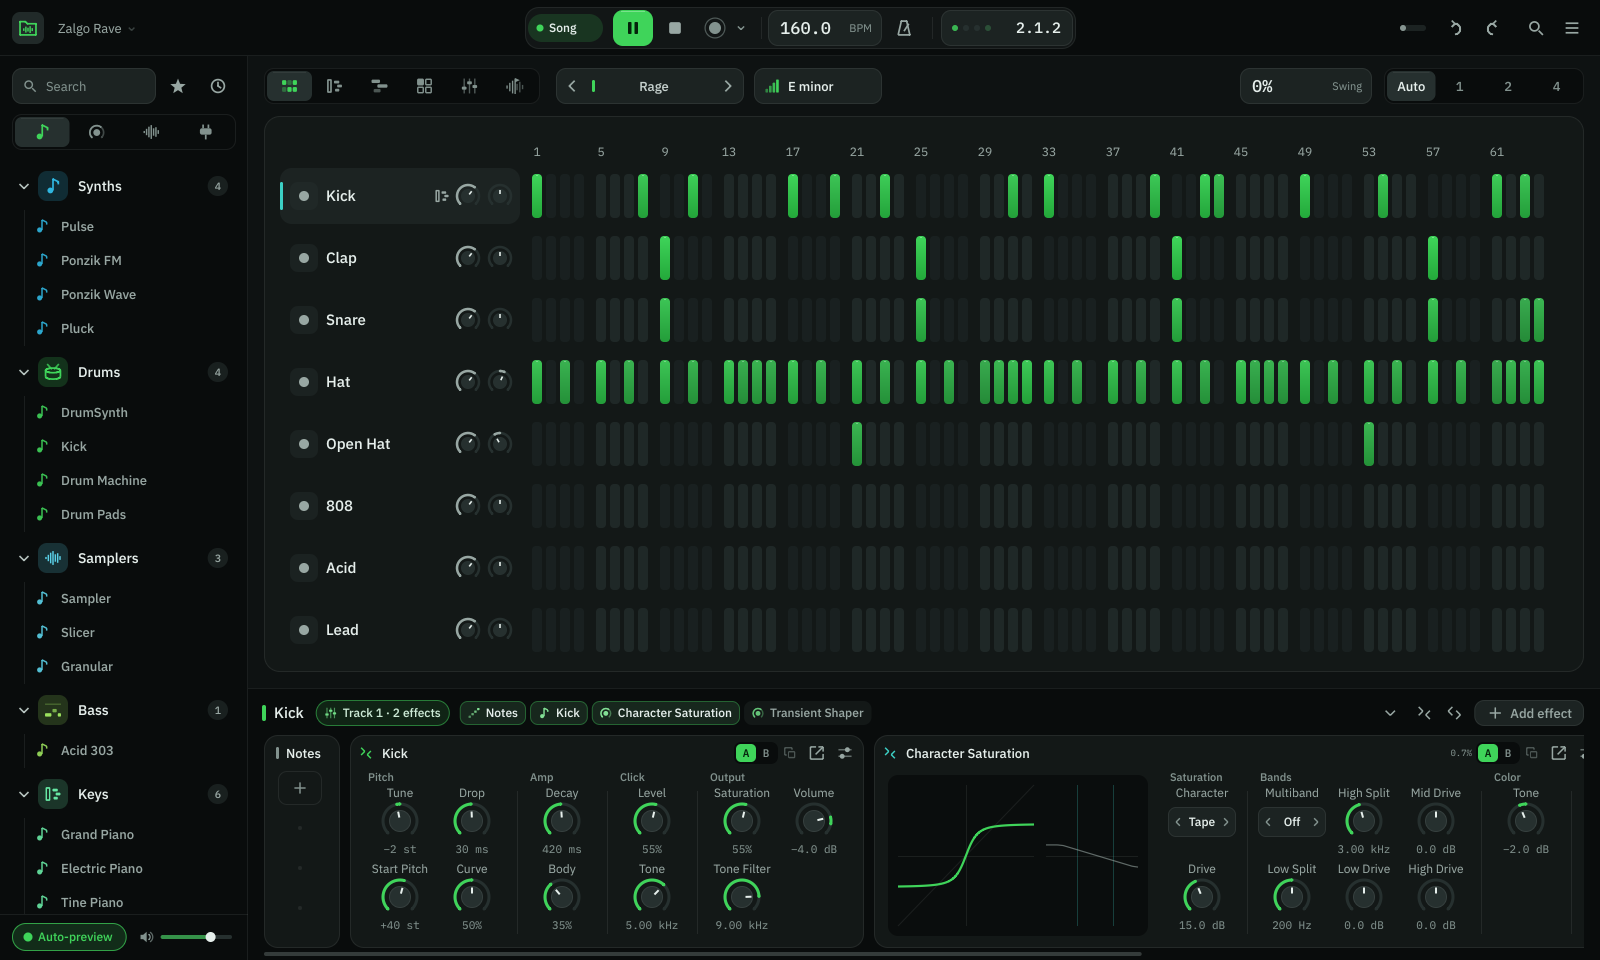 Zalgo Rave
Song
160.0 BPM
2.1.2
Search
Rage
E minor
0% Swing
Auto 1 2 4
Synths 4
Pulse
Ponzik FM
Ponzik Wave
Pluck
Drums 4
DrumSynth
Kick
Drum Machine
Drum Pads
Samplers 3
Sampler
Slicer
Granular
Bass 1
Acid 303
Keys 6
Grand Piano
Electric Piano
Tine Piano
Auto-preview
1 5 9 13 17 21 25 29 33 37 41 45 49 53 57 61
Kick
Clap
Snare
Hat
Open Hat
808
Acid
Lead
Kick
Track 1 · 2 effects
Notes
Kick
Character Saturation
Transient Shaper
Add effect
Notes
Kick
A B
Pitch Amp Click Output
Tune Drop Decay Level Saturation Volume
-2 st 30 ms 420 ms 55% 55% -4.0 dB
Start Pitch Curve Body Tone Tone Filter
+40 st 50% 35% 5.00 kHz 9.00 kHz
Character Saturation
0.7% A B
Saturation Bands Color
Character Multiband High Split Mid Drive Tone
Tape Off
3.00 kHz 0.0 dB -2.0 dB
Drive Low Split Low Drive High Drive
15.0 dB 200 Hz 0.0 dB 0.0 dB